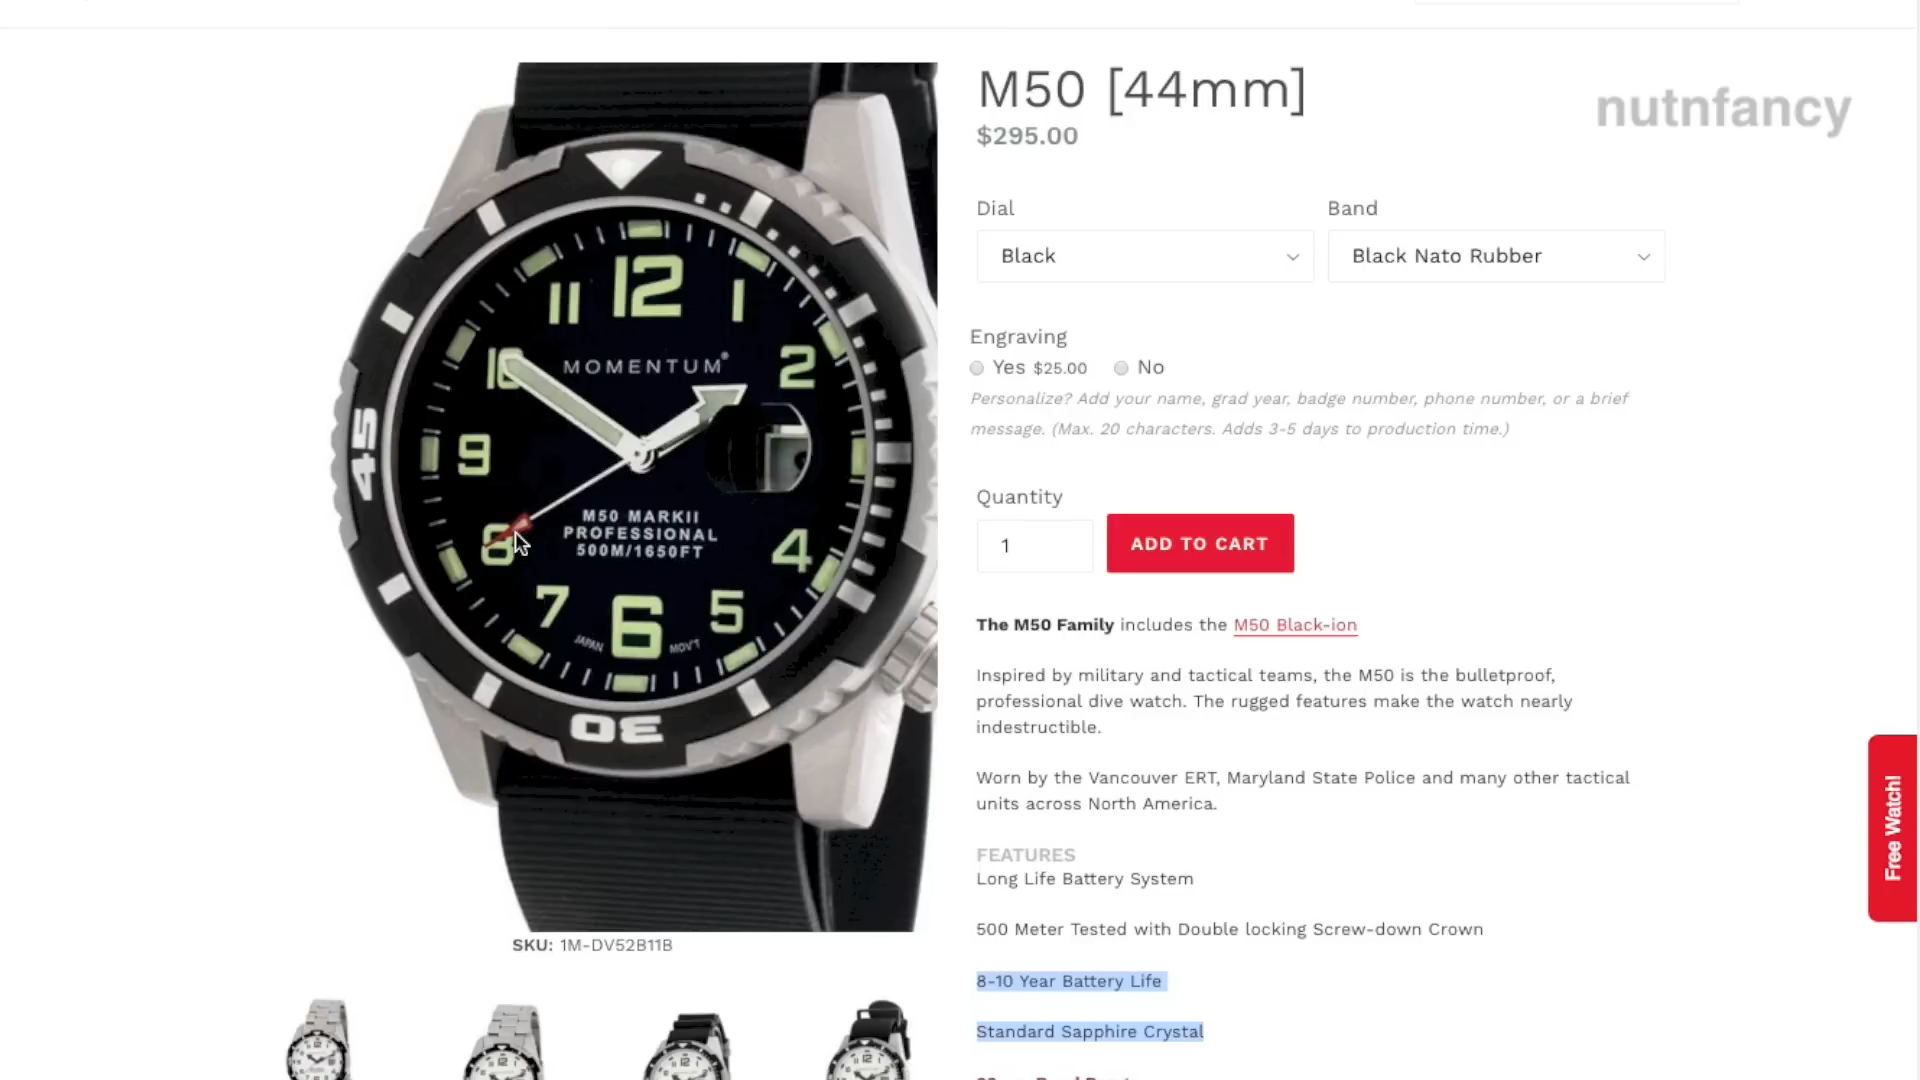 M50 [44mm]
$295.00
nutnfancy
Dial
Band
Black
Black Nato Rubber
Engraving
Yes $25.00
No
Personalize? Add your name, grad year, badge number, phone number, or a brief
message. (Max. 20 characters. Adds 3-5 days to production time.)
Quantity
1
ADD TO CART
The M50 Family includes the M50 Black-ion
Inspired by military and tactical teams, the M50 is the bulletproof,
professional dive watch. The rugged features make the watch nearly
indestructible.
Worn by the Vancouver ERT, Maryland State Police and many other tactical
units across North America.
FEATURES
Long Life Battery System
500 Meter Tested with Double locking Screw-down Crown
8-10 Year Battery Life
Standard Sapphire Crystal
Free Watch!
12
11
1
10
2
MOMENTUM®
9
45
M50 MARKII
PROFESSIONAL
500M/1650FT
8
4
7
5
6
JAPAN MOV'T
30
SKU: 1M-DV52B11B